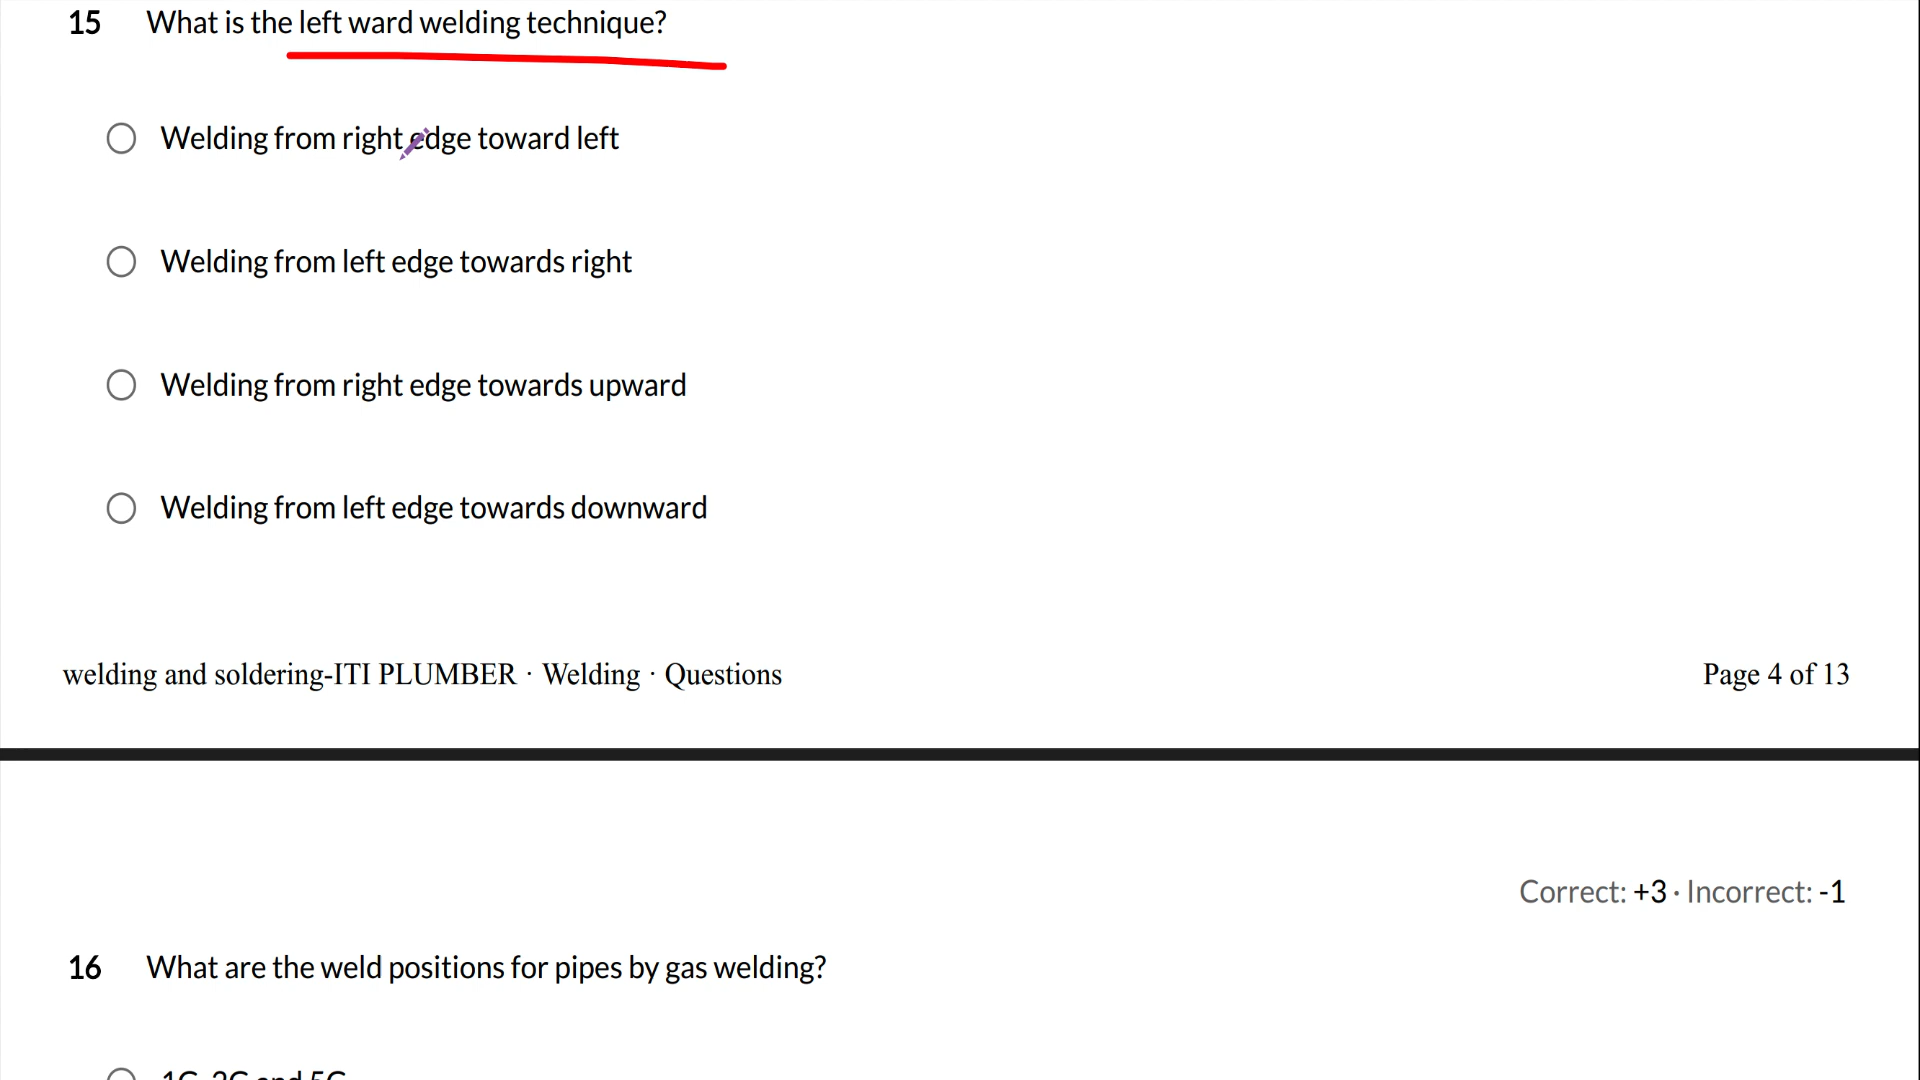 15 What is the left ward welding technique?
Welding from right edge toward left
Welding from left edge towards right
Welding from right edge towards upward
Welding from left edge towards downward
welding and soldering-ITI PLUMBER · Welding · Questions Page 4 of 13
Correct: +3 · Incorrect: -1
16 What are the weld positions for pipes by gas welding?